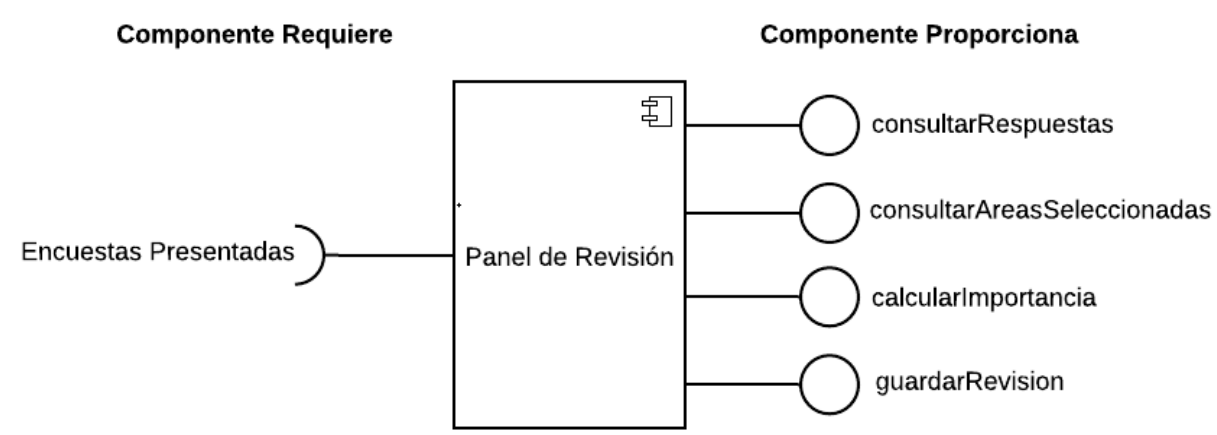 Componente Requiere
Componente Proporciona
consultarRespuestas
consultarAreasSeleccionadas
Encuestas Presentadas
Panel de Revisión
calcularImportancia
guardarRevision